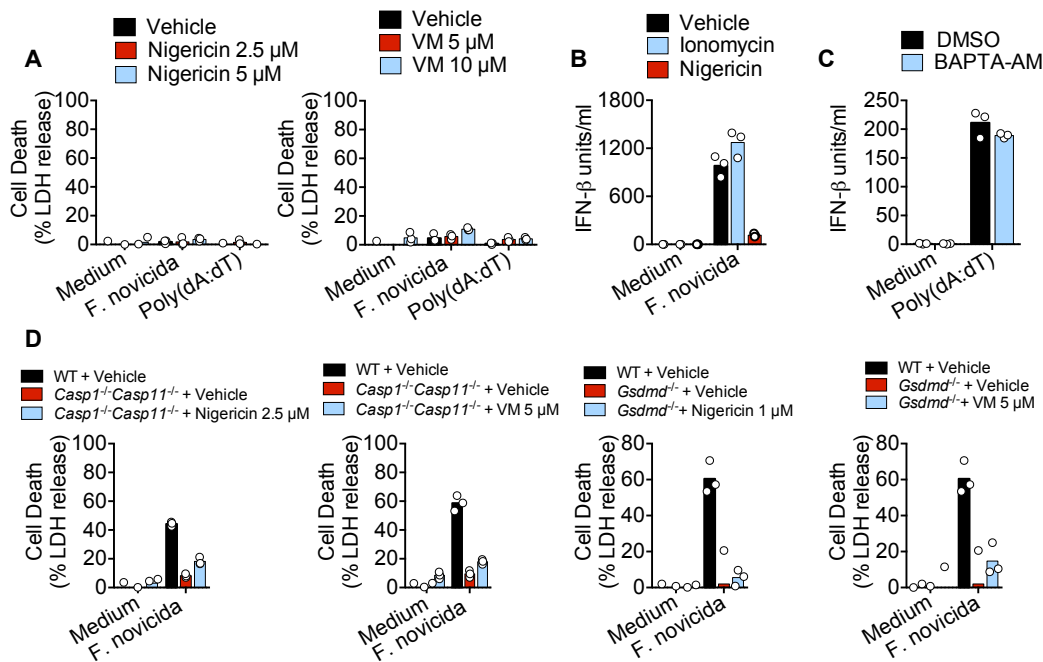 A
Vehicle
Nigericin 2.5 µM
Nigericin 5 µM
Cell Death
(% LDH release)
100
80
60
40
20
0
Medium
F. novicida
Poly(dA:dT)
Vehicle
VM 5 µM
VM 10 µM
Cell Death
(% LDH release)
100
80
60
40
20
0
Medium
F. novicida
Poly(dA:dT)
B
Vehicle
Ionomycin
Nigericin
IFN-β units/ml
1800
1200
600
0
Medium
F. novicida
C
DMSO
BAPTA-AM
IFN-β units/ml
250
200
150
100
50
0
Medium
Poly(dA:dT)
D
WT + Vehicle
Casp1-/-Casp11-/- + Vehicle
Casp1-/-Casp11-/- + Nigericin 2.5 µM
Cell Death
(% LDH release)
100
80
60
40
20
0
Medium
F. novicida
WT + Vehicle
Casp1-/-Casp11-/- + Vehicle
Casp1-/-Casp11-/- + VM 5 µM
Cell Death
(% LDH release)
100
80
60
40
20
0
Medium
F. novicida
WT + Vehicle
Gsdmd-/- + Vehicle
Gsdmd-/-+ Nigericin 1 µM
Cell Death
(% LDH release)
80
60
40
20
0
Medium
F. novicida
WT + Vehicle
Gsdmd-/- + Vehicle
Gsdmd-/-+ VM 5 µM
Cell Death
(% LDH release)
80
60
40
20
0
Medium
F. novicida